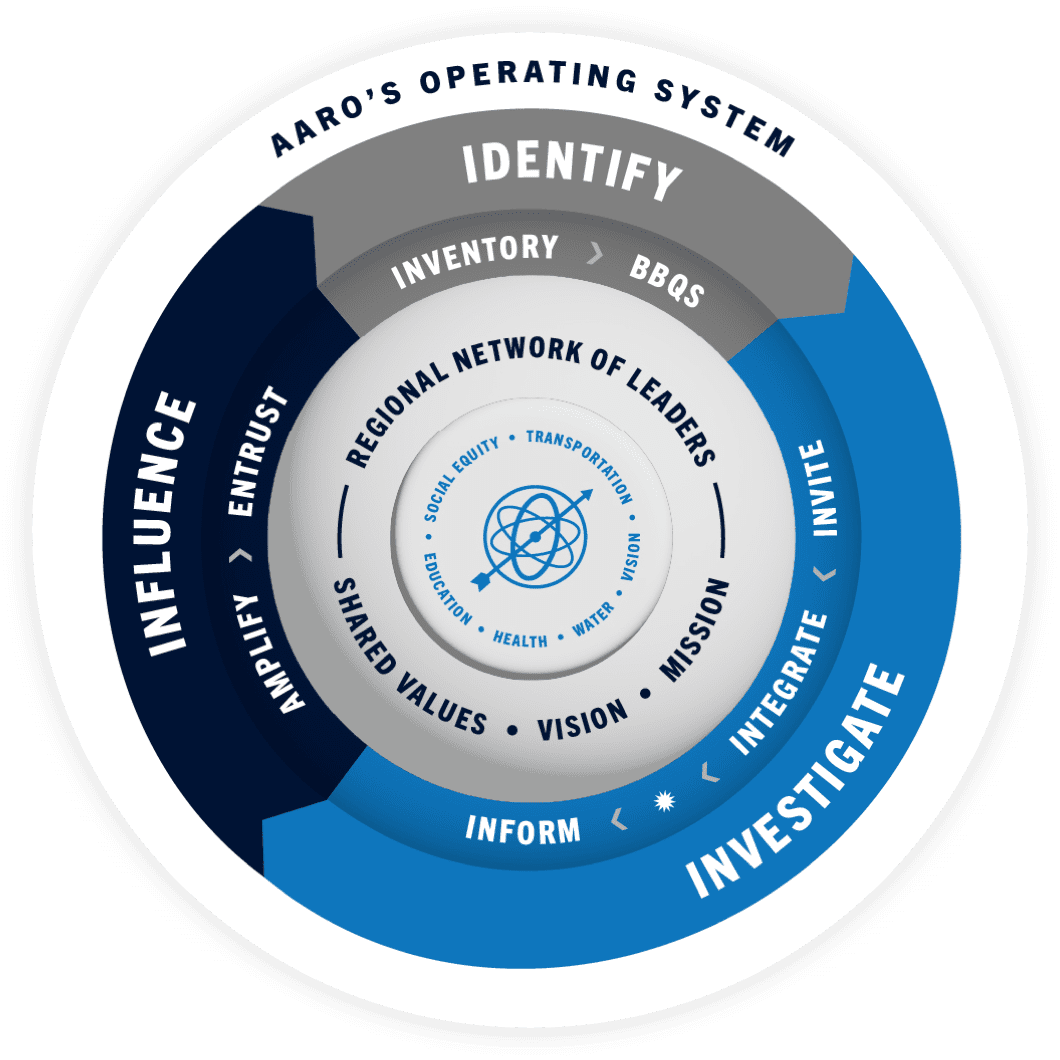 AARO'S OPERATING SYSTEM
IDENTIFY
INVENTORY › BBQS
INVESTIGATE
INVITE › INTEGRATE › ✹ › INFORM
INFLUENCE
AMPLIFY › ENTRUST
REGIONAL NETWORK OF LEADERS
SHARED VALUES • VISION • MISSION
SOCIAL EQUITY • TRANSPORTATION • VISION • WATER • HEALTH • EDUCATION •